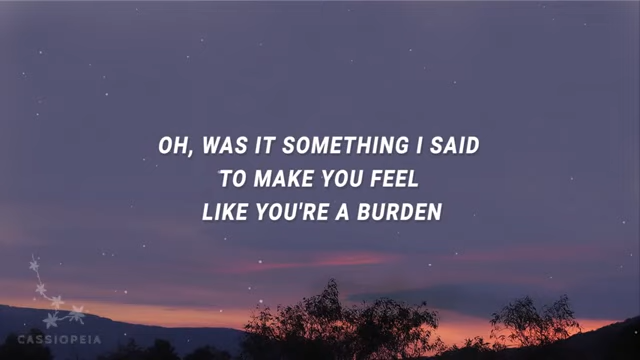 OH, WAS IT SOMETHING I SAID
TO MAKE YOU FEEL
LIKE YOU'RE A BURDEN
CASSIOPEIA